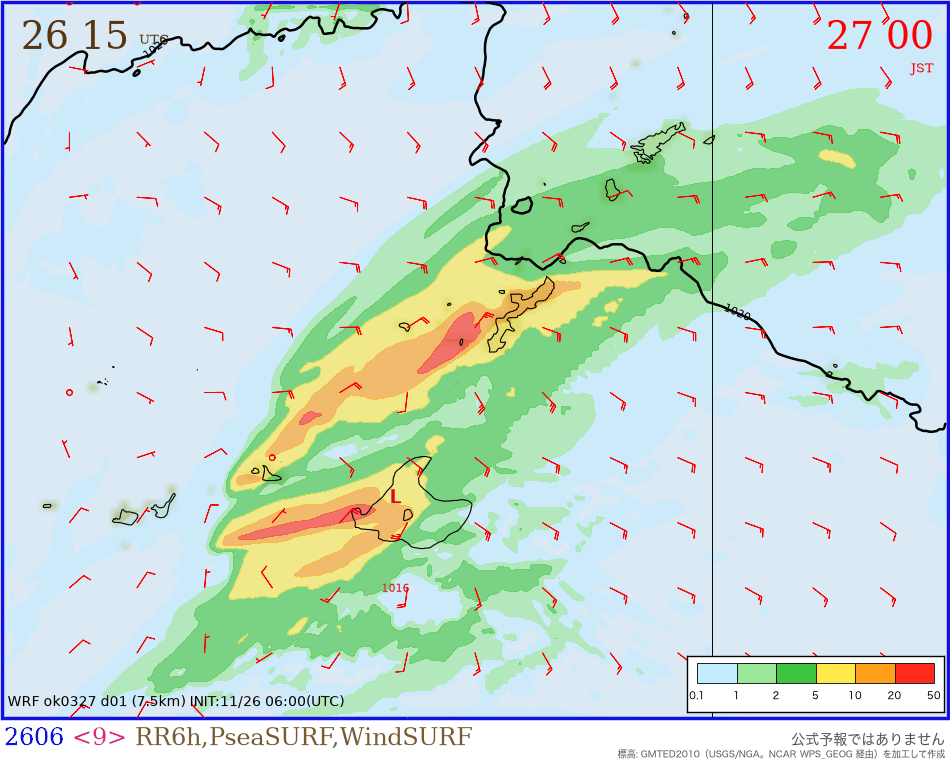 26 15 UTC
27 00
JST
1020
1020
L
1016
0.1 1 2 5 10 20 50
WRF ok0327 d01 (7.5km) INIT:11/26 06:00(UTC)
2606 <9> RR6h,PseaSURF,WindSURF
公式予報ではありません
標高: GMTED2010（USGS/NGA。NCAR WPS_GEOG 経由）を加工して作成